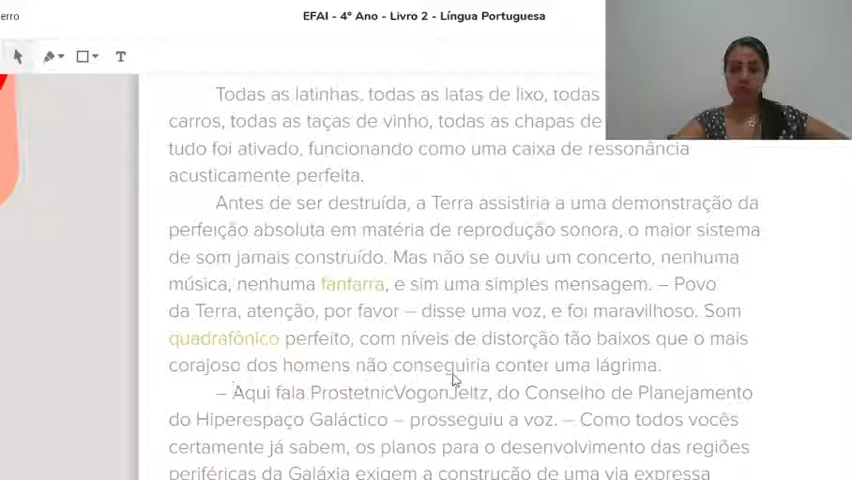 erro
EFAI - 4º Ano - Livro 2 - Língua Portuguesa
T
Todas as latinhas, todas as latas de lixo, todas
carros, todas as taças de vinho, todas as chapas de
tudo foi ativado, funcionando como uma caixa de ressonância
acusticamente perfeita.
Antes de ser destruída, a Terra assistiria a uma demonstração da
perfeição absoluta em matéria de reprodução sonora, o maior sistema
de som jamais construído. Mas não se ouviu um concerto, nenhuma
música, nenhuma fanfarra, e sim uma simples mensagem. – Povo
da Terra, atenção, por favor – disse uma voz, e foi maravilhoso. Som
quadrafônico perfeito, com níveis de distorção tão baixos que o mais
corajoso dos homens não conseguiria conter uma lágrima.
– Aqui fala ProstetnicVogonJeltz, do Conselho de Planejamento
do Hiperespaço Galáctico – prosseguiu a voz. – Como todos vocês
certamente já sabem, os planos para o desenvolvimento das regiões
periféricas da Galáxia exigem a construção de uma via expressa